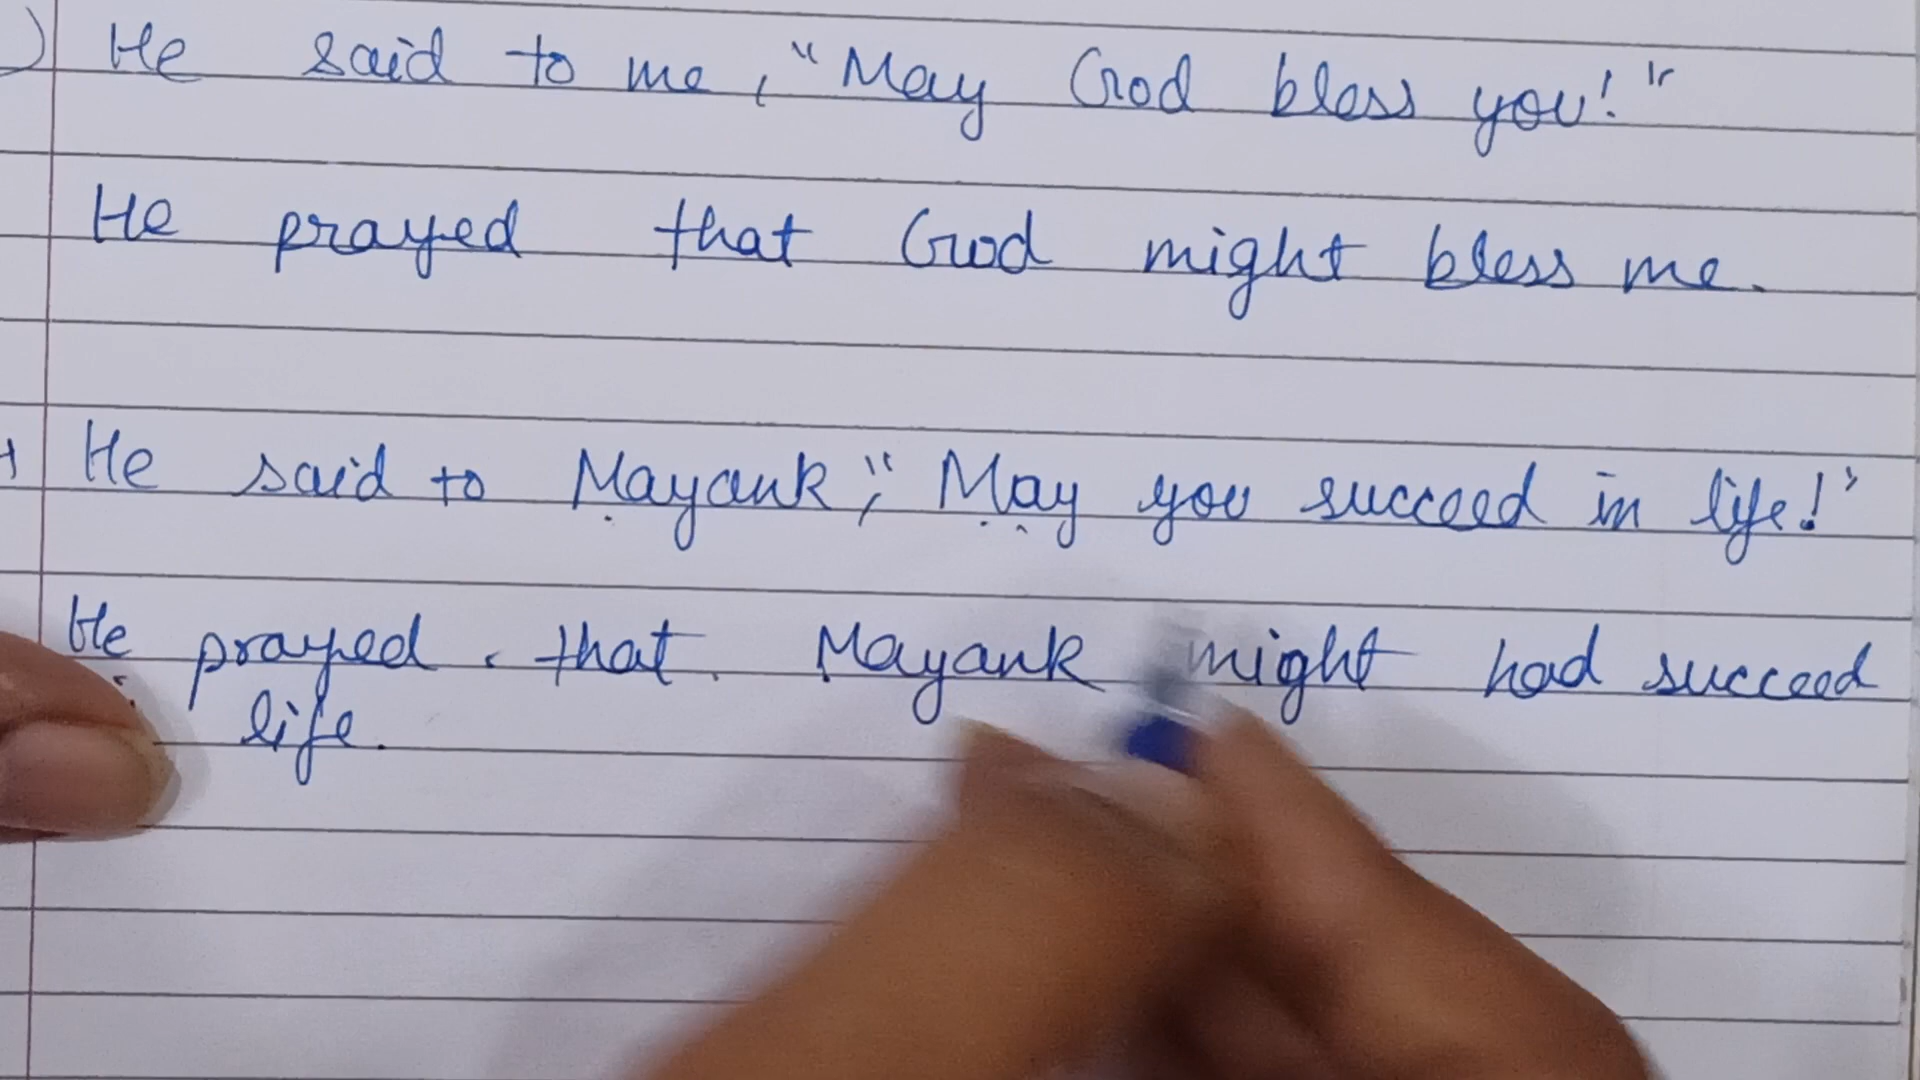 ) He said to me, "May God bless you!"
He prayed that God might bless me.
He said to Mayank, "May you succeed in life!"
He prayed that Mayank might had succeed
life.